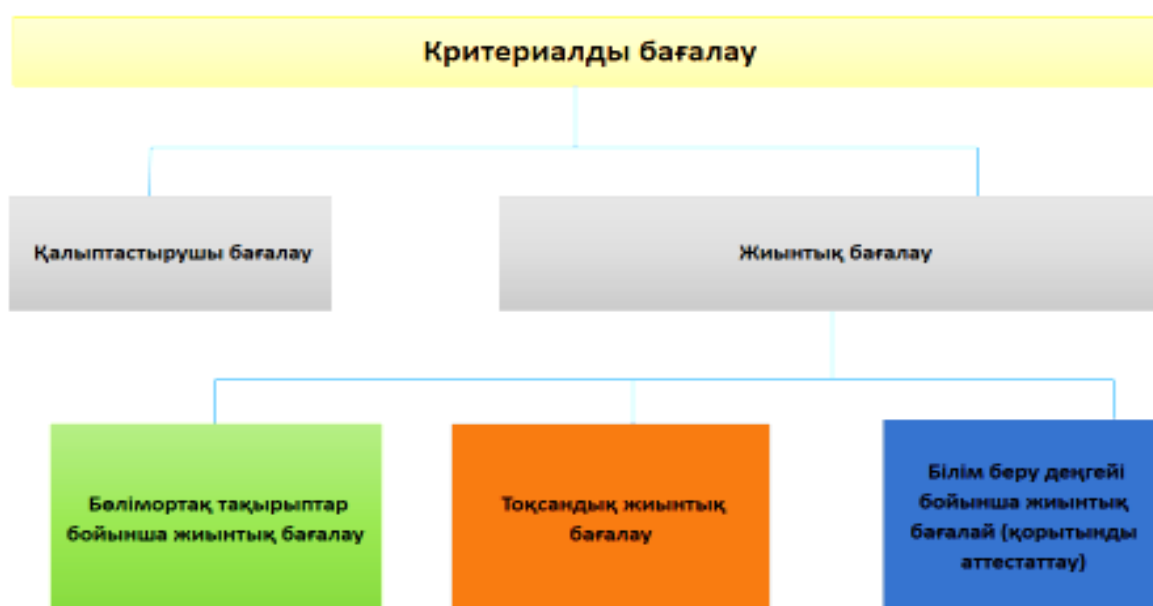 Критериалды бағалау
Қалыптастырушы бағалау
Жиынтық бағалау
Бөлімортақ тақырыптар
бойынша жиынтық бағалау
Тоқсандық жиынтық
бағалау
Білім беру деңгейі
бойынша жиынтық
бағалай (қорытынды
аттестаттау)